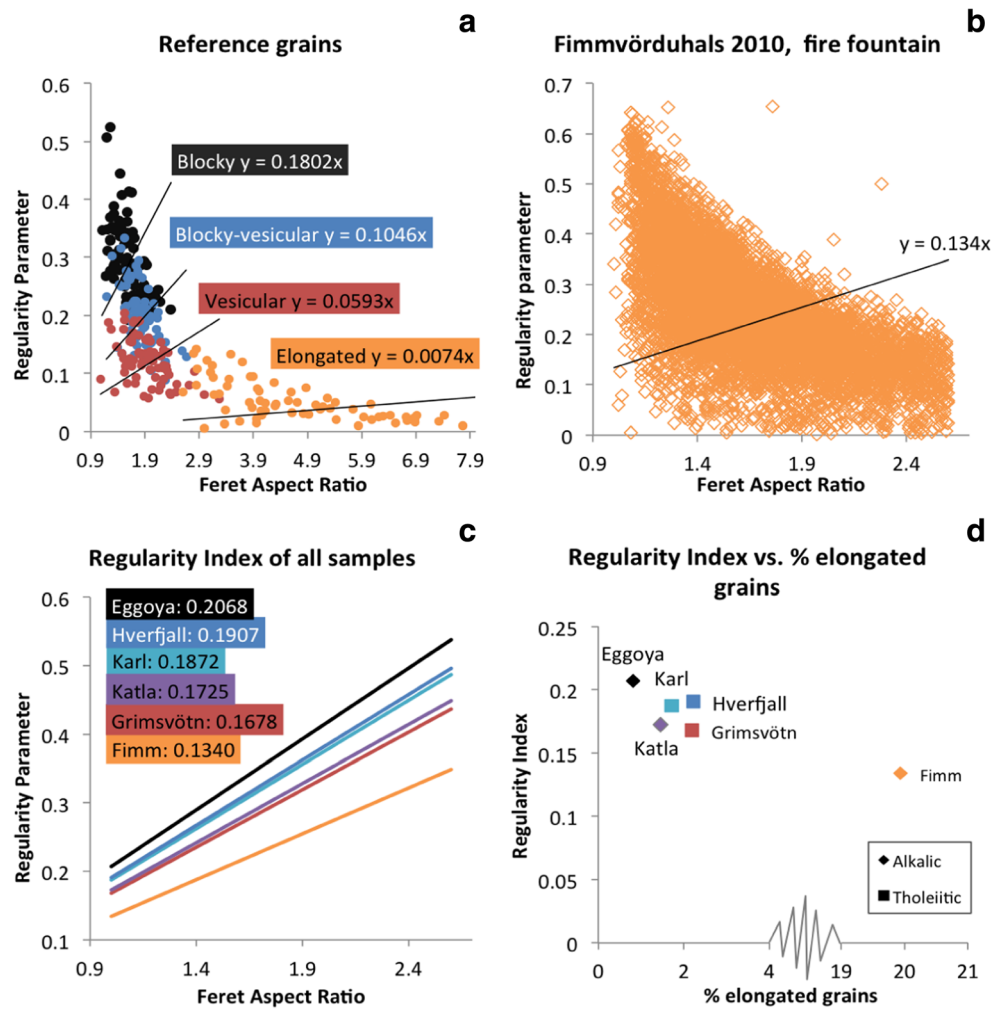 a
Reference grains
0.6
0.5
0.4
0.3
0.2
0.1
0
Regularity Parameter
Blocky y = 0.1802x
Blocky-vesicular y = 0.1046x
Vesicular y = 0.0593x
Elongated y = 0.0074x
0.9 1.9 2.9 3.9 4.9 5.9 6.9 7.9
Feret Aspect Ratio
b
Fimmvörduhals 2010, fire fountain
0.7
0.6
0.5
0.4
0.3
0.2
0.1
0
Regularity parameterr
y = 0.134x
0.9 1.4 1.9 2.4
Feret Aspect Ratio
c
Regularity Index of all samples
0.6
0.5
0.4
0.3
0.2
0.1
Regularity Parameter
Eggoya: 0.2068
Hverfjall: 0.1907
Karl: 0.1872
Katla: 0.1725
Grimsvötn: 0.1678
Fimm: 0.1340
0.9 1.4 1.9 2.4
Feret Aspect Ratio
d
Regularity Index vs. % elongated
grains
0.25
0.2
0.15
0.1
0.05
0
Regularity Index
Eggoya
Karl
Hverfjall
Grimsvötn
Katla
Fimm
Alkalic
Tholeiitic
0 2 4 19 20 21
% elongated grains